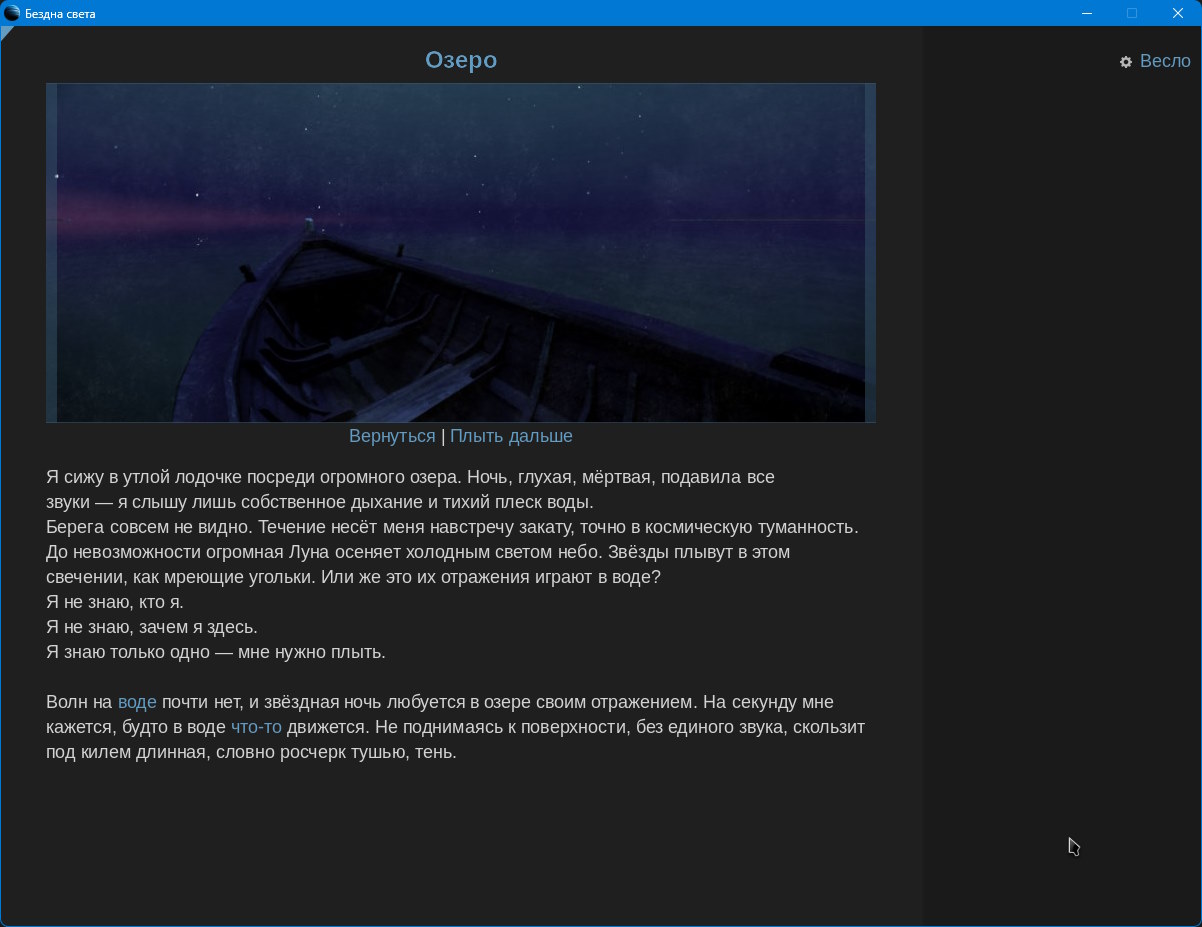 Бездна света
Озеро
Весло
Вернуться | Плыть дальше
Я сижу в утлой лодочке посреди огромного озера. Ночь, глухая, мёртвая, подавила все
звуки — я слышу лишь собственное дыхание и тихий плеск воды.
Берега совсем не видно. Течение несёт меня навстречу закату, точно в космическую туманность.
До невозможности огромная Луна осеняет холодным светом небо. Звёзды плывут в этом
свечении, как мреющие угольки. Или же это их отражения играют в воде?
Я не знаю, кто я.
Я не знаю, зачем я здесь.
Я знаю только одно — мне нужно плыть.
Волн на воде почти нет, и звёздная ночь любуется в озере своим отражением. На секунду мне
кажется, будто в воде что-то движется. Не поднимаясь к поверхности, без единого звука, скользит
под килем длинная, словно росчерк тушью, тень.